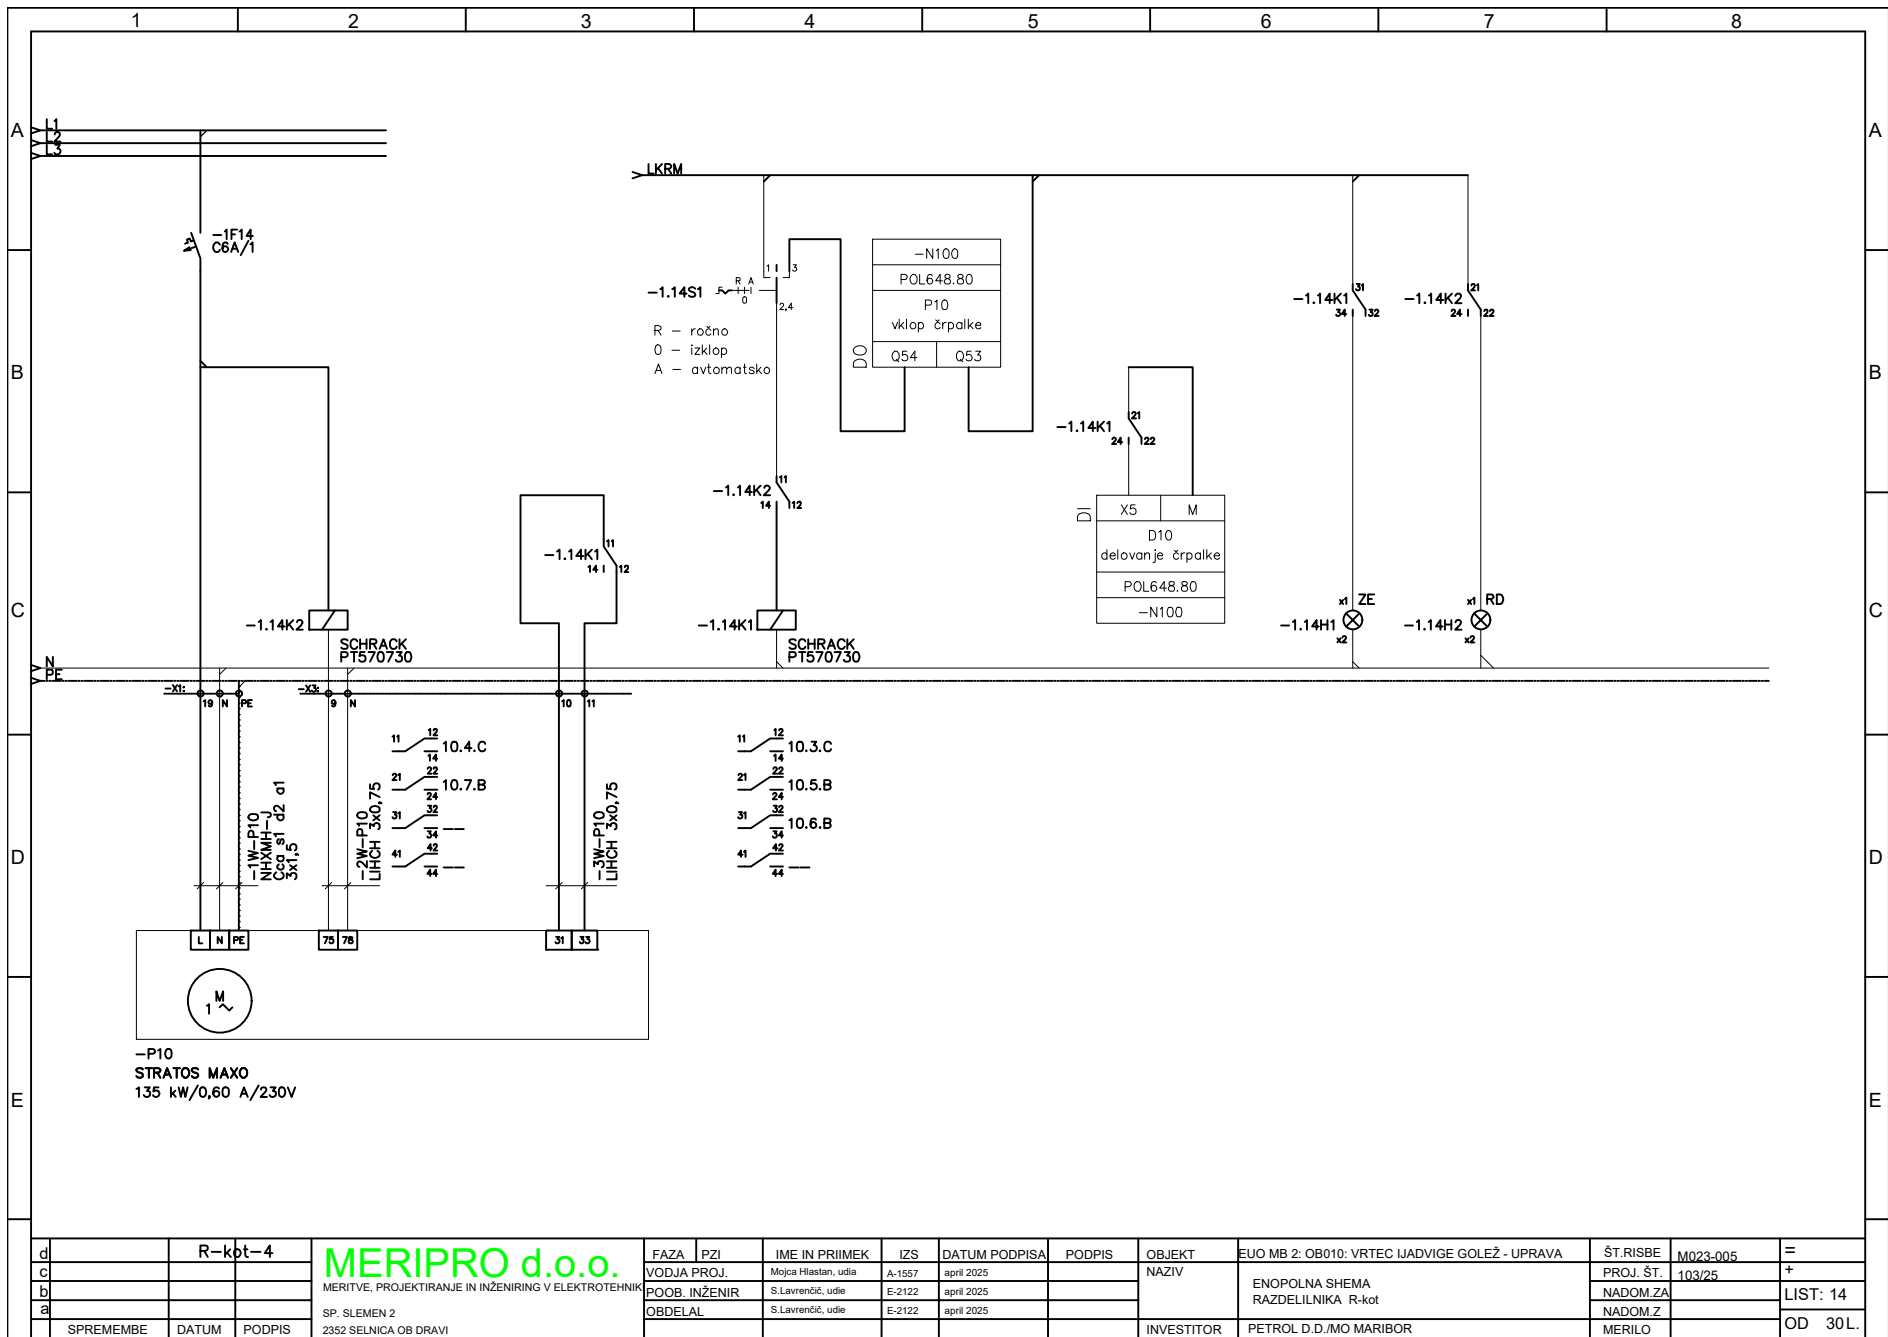 1 2 3 4 5 6 7 8
A A
L1
L2
L3
LKRM
-1F14
C6A/1
-N100
POL648.80
P10
vklop črpalke
Q54 Q53
DO
1 3
R A
0
-1.14S1
2,4
R - ročno
0 - izklop
A - avtomatsko
-1.14K1
31
34 32
-1.14K2
21
24 22
B B
-1.14K1
21
24 22
-1.14K2
11
14 12
-1.14K1
11
14 12
DI
X5 M
D10
delovanje črpalke
POL648.80
-N100
C C
-1.14K2
SCHRACK
PT570730
-1.14K1
SCHRACK
PT570730
x1 ZE
-1.14H1
x2
x1 RD
-1.14H2
x2
N
PE
-X1:
19 N PE
-X3:
9 N
10 11
11 12 14 10.4.C
21 22 24 10.7.B
31 32 34 --
41 42 44 --
11 12 14 10.3.C
21 22 24 10.5.B
31 32 34 10.6.B
41 42 44 --
-1W-P10
NHXMH-J
Cca s1 d2 a1
3x1,5
-2W-P10
LIHCH 3x0,75
-3W-P10
LIHCH 3x0,75
D D
L N PE
75 78
31 33
M
1 ~
-P10
STRATOS MAXO
135 kW/0,60 A/230V
E E
d R-kot-4
c
b
a
SPREMEMBE DATUM PODPIS
MERIPRO d.o.o.
MERITVE, PROJEKTIRANJE IN INŽENIRING V ELEKTROTEHNIK
SP. SLEMEN 2
2352 SELNICA OB DRAVI
FAZA PZI IME IN PRIIMEK IZS DATUM PODPISA PODPIS
VODJA PROJ. Mojca Hlastan, udia A-1557 april 2025
POOB. INŽENIR S.Lavrenčič, udie E-2122 april 2025
OBDELAL S.Lavrenčič, udie E-2122 april 2025
OBJEKT EUO MB 2: OB010: VRTEC IJADVIGE GOLEŽ - UPRAVA
NAZIV
ENOPOLNA SHEMA
RAZDELILNIKA R-kot
INVESTITOR PETROL D.D./MO MARIBOR
ŠT.RISBE M023-005
PROJ. ŠT. 103/25
NADOM.ZA
NADOM.Z
MERILO
=
+
LIST: 14
OD 30L.